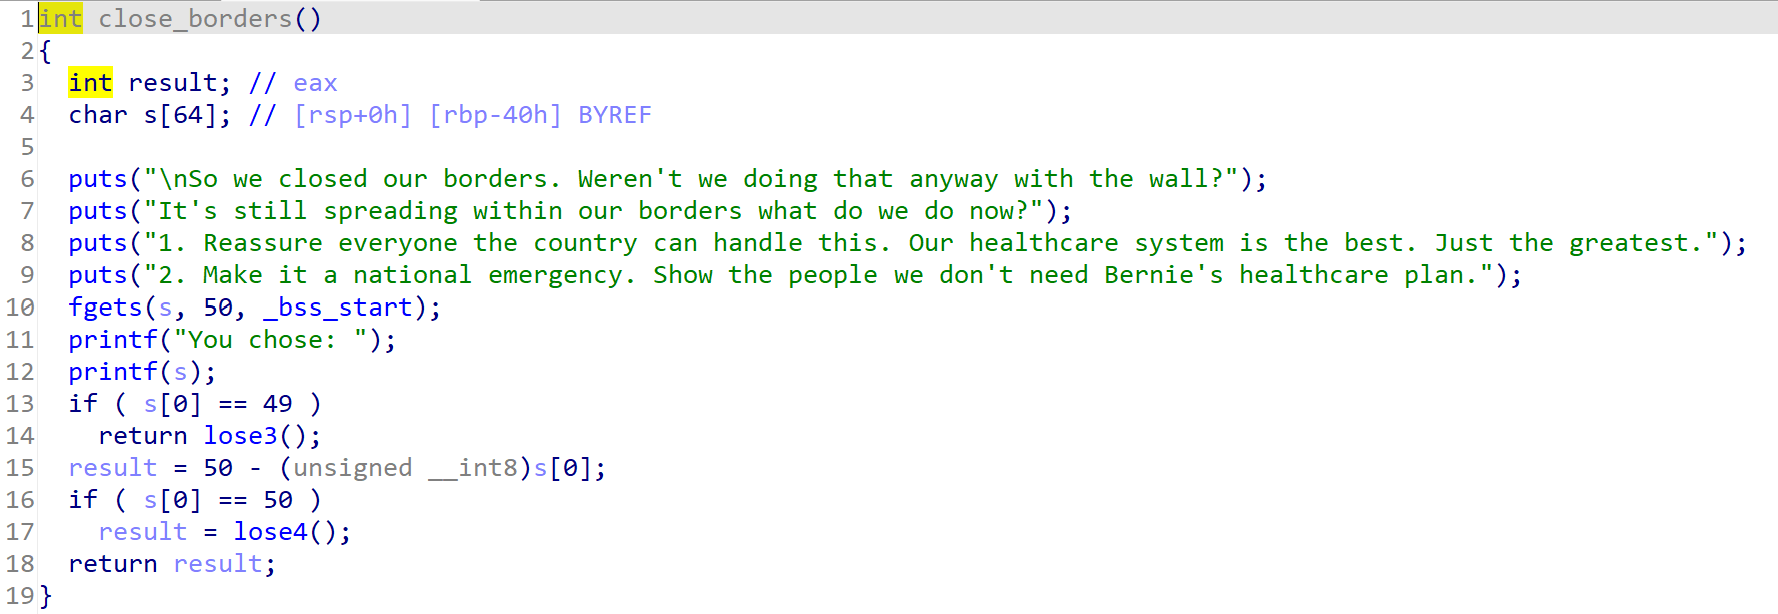 1 int close_borders()
2 {
3   int result; // eax
4   char s[64]; // [rsp+0h] [rbp-40h] BYREF
5
6   puts("\nSo we closed our borders. Weren't we doing that anyway with the wall?");
7   puts("It's still spreading within our borders what do we do now?");
8   puts("1. Reassure everyone the country can handle this. Our healthcare system is the best. Just the greatest.");
9   puts("2. Make it a national emergency. Show the people we don't need Bernie's healthcare plan.");
10   fgets(s, 50, _bss_start);
11   printf("You chose: ");
12   printf(s);
13   if ( s[0] == 49 )
14     return lose3();
15   result = 50 - (unsigned __int8)s[0];
16   if ( s[0] == 50 )
17     result = lose4();
18   return result;
19 }